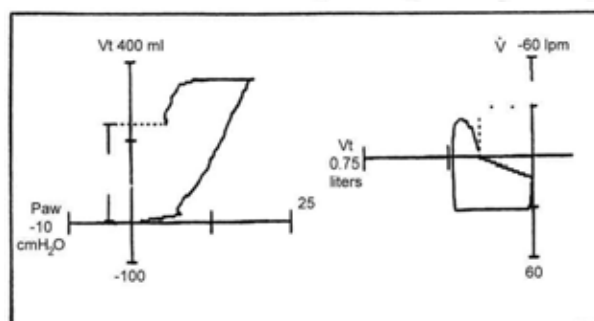 Vt 400 ml
Paw
-10
cmH₂O
25
-100
V̇ -60 lpm
Vt
0.75
liters
60